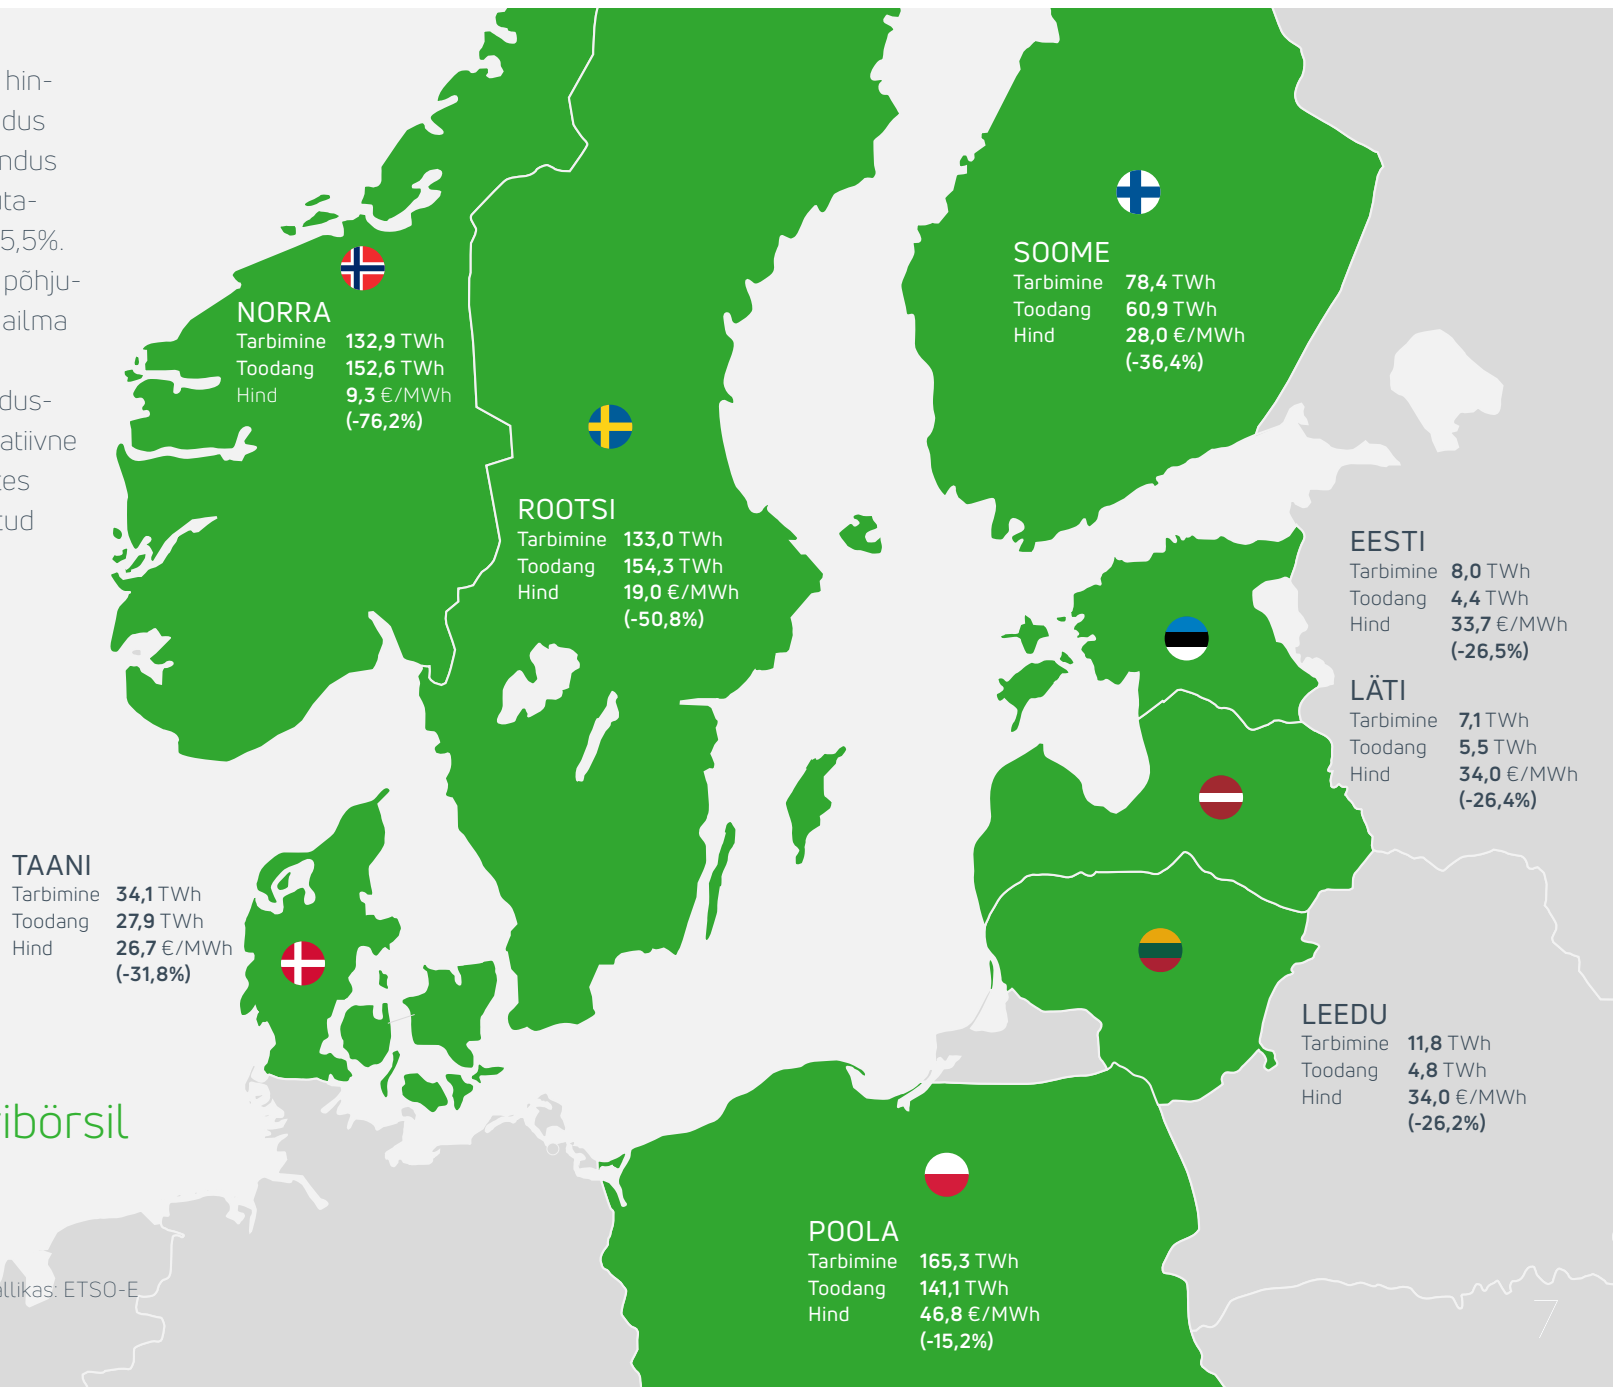 hin-
dus
ndus
ta-
5,5%.
põhju-
ailma
dus-
atiivne
tes
tud
NORRA
Tarbimine 132,9 TWh
Toodang 152,6 TWh
Hind 9,3 €/MWh
(-76,2%)
ROOTSI
Tarbimine 133,0 TWh
Toodang 154,3 TWh
Hind 19,0 €/MWh
(-50,8%)
SOOME
Tarbimine 78,4 TWh
Toodang 60,9 TWh
Hind 28,0 €/MWh
(-36,4%)
EESTI
Tarbimine 8,0 TWh
Toodang 4,4 TWh
Hind 33,7 €/MWh
(-26,5%)
LÄTI
Tarbimine 7,1 TWh
Toodang 5,5 TWh
Hind 34,0 €/MWh
(-26,4%)
TAANI
Tarbimine 34,1 TWh
Toodang 27,9 TWh
Hind 26,7 €/MWh
(-31,8%)
LEEDU
Tarbimine 11,8 TWh
Toodang 4,8 TWh
Hind 34,0 €/MWh
(-26,2%)
ribörsil
POOLA
Tarbimine 165,3 TWh
Toodang 141,1 TWh
Hind 46,8 €/MWh
(-15,2%)
allikas: ETSO-E
7